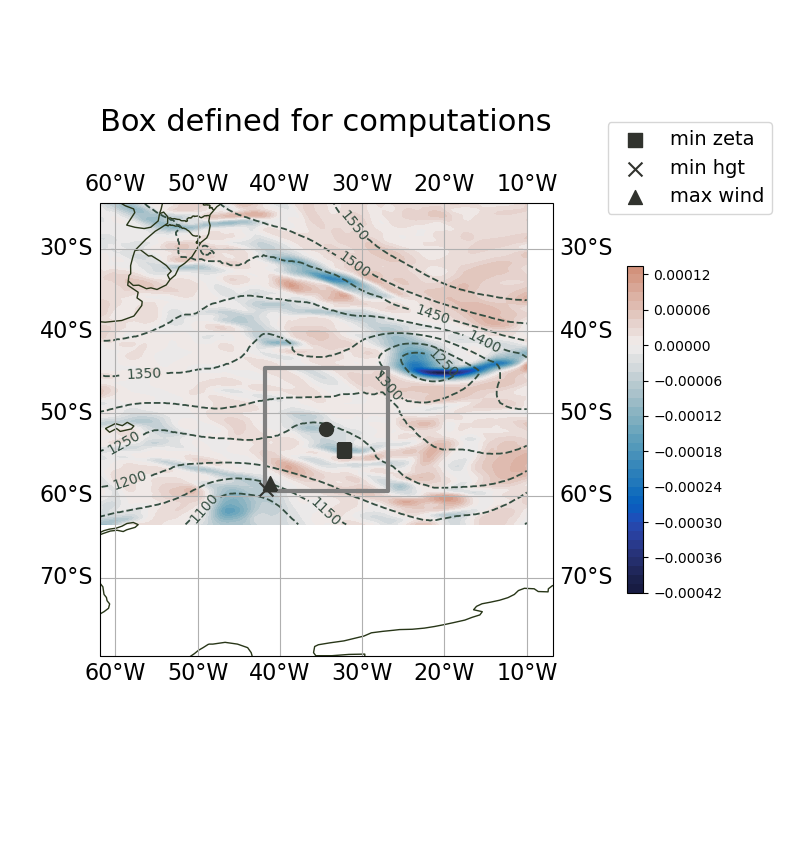 Box defined for computations
min zeta
min hgt
max wind
60°W 50°W 40°W 30°W 20°W 10°W
30°S 30°S
40°S 40°S
50°S 50°S
60°S 60°S
70°S 70°S
60°W 50°W 40°W 30°W 20°W 10°W
1550
1500
1450
1400
1350
1300
1250
1250
1200
1150
1100
0.00012
0.00006
0.00000
−0.00006
−0.00012
−0.00018
−0.00024
−0.00030
−0.00036
−0.00042